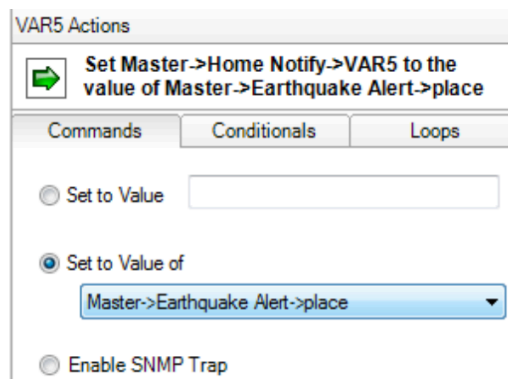 VAR5 Actions
Set Master->Home Notify->VAR5 to the
value of Master->Earthquake Alert->place
Commands Conditionals Loops
Set to Value
Set to Value of
Master->Earthquake Alert->place
Enable SNMP Trap